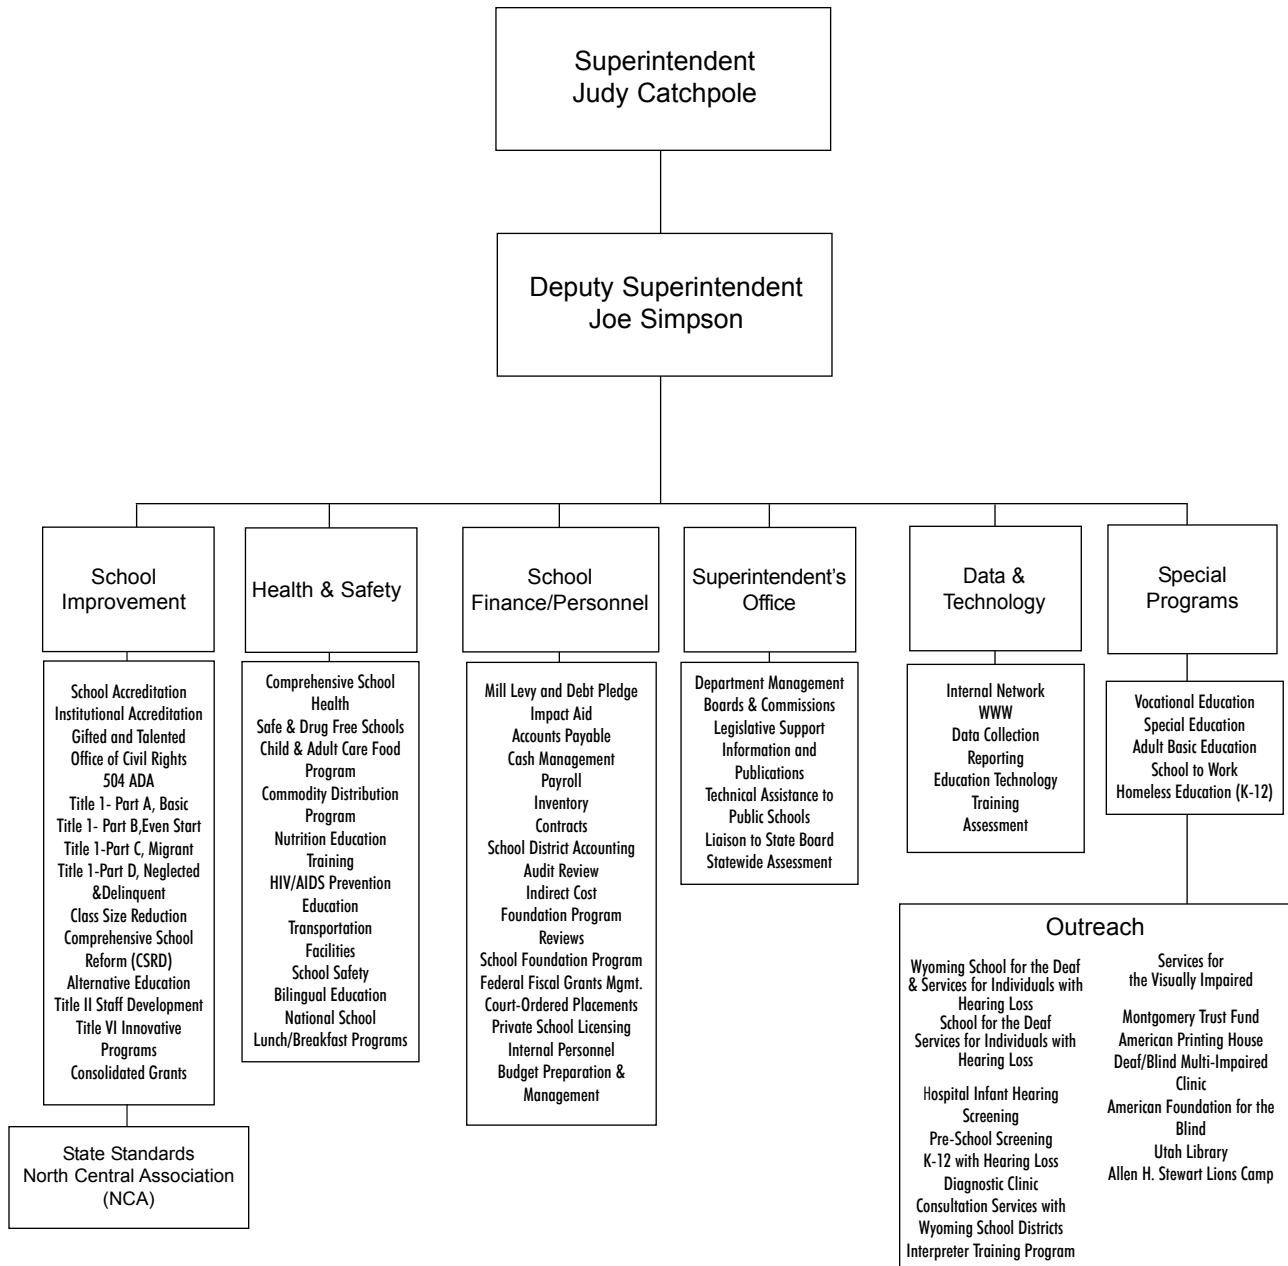 Superintendent
Judy Catchpole
Deputy Superintendent
Joe Simpson
School
Improvement
School Accreditation
Institutional Accreditation
Gifted and Talented
Office of Civil Rights
504 ADA
Title 1- Part A, Basic
Title 1- Part B,Even Start
Title 1-Part C, Migrant
Title 1-Part D, Neglected
&Delinquent
Class Size Reduction
Comprehensive School
Reform (CSRD)
Alternative Education
Title II Staff Development
Title VI Innovative
Programs
Consolidated Grants
State Standards
North Central Association
(NCA)
Health & Safety
Comprehensive School
Health
Safe & Drug Free Schools
Child & Adult Care Food
Program
Commodity Distribution
Program
Nutrition Education
Training
HIV/AIDS Prevention
Education
Transportation
Facilities
School Safety
Bilingual Education
National School
Lunch/Breakfast Programs
School
Finance/Personnel
Mill Levy and Debt Pledge
Impact Aid
Accounts Payable
Cash Management
Payroll
Inventory
Contracts
School District Accounting
Audit Review
Indirect Cost
Foundation Program
Reviews
School Foundation Program
Federal Fiscal Grants Mgmt.
Court-Ordered Placements
Private School Licensing
Internal Personnel
Budget Preparation &
Management
Superintendent's
Office
Department Management
Boards & Commissions
Legislative Support
Information and
Publications
Technical Assistance to
Public Schools
Liaison to State Board
Statewide Assessment
Data &
Technology
Internal Network
WWW
Data Collection
Reporting
Education Technology
Training
Assessment
Special
Programs
Vocational Education
Special Education
Adult Basic Education
School to Work
Homeless Education (K-12)
Outreach
Wyoming School for the Deaf
& Services for Individuals with
Hearing Loss
School for the Deaf
Services for Individuals with
Hearing Loss
Hospital Infant Hearing
Screening
Pre-School Screening
K-12 with Hearing Loss
Diagnostic Clinic
Consultation Services with
Wyoming School Districts
Interpreter Training Program
Services for
the Visually Impaired
Montgomery Trust Fund
American Printing House
Deaf/Blind Multi-Impaired
Clinic
American Foundation for the
Blind
Utah Library
Allen H. Stewart Lions Camp